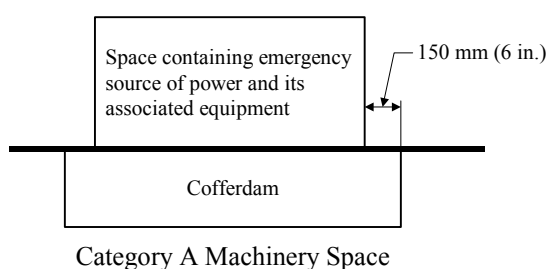 Space containing emergency
source of power and its
associated equipment
150 mm (6 in.)
Cofferdam
Category A Machinery Space